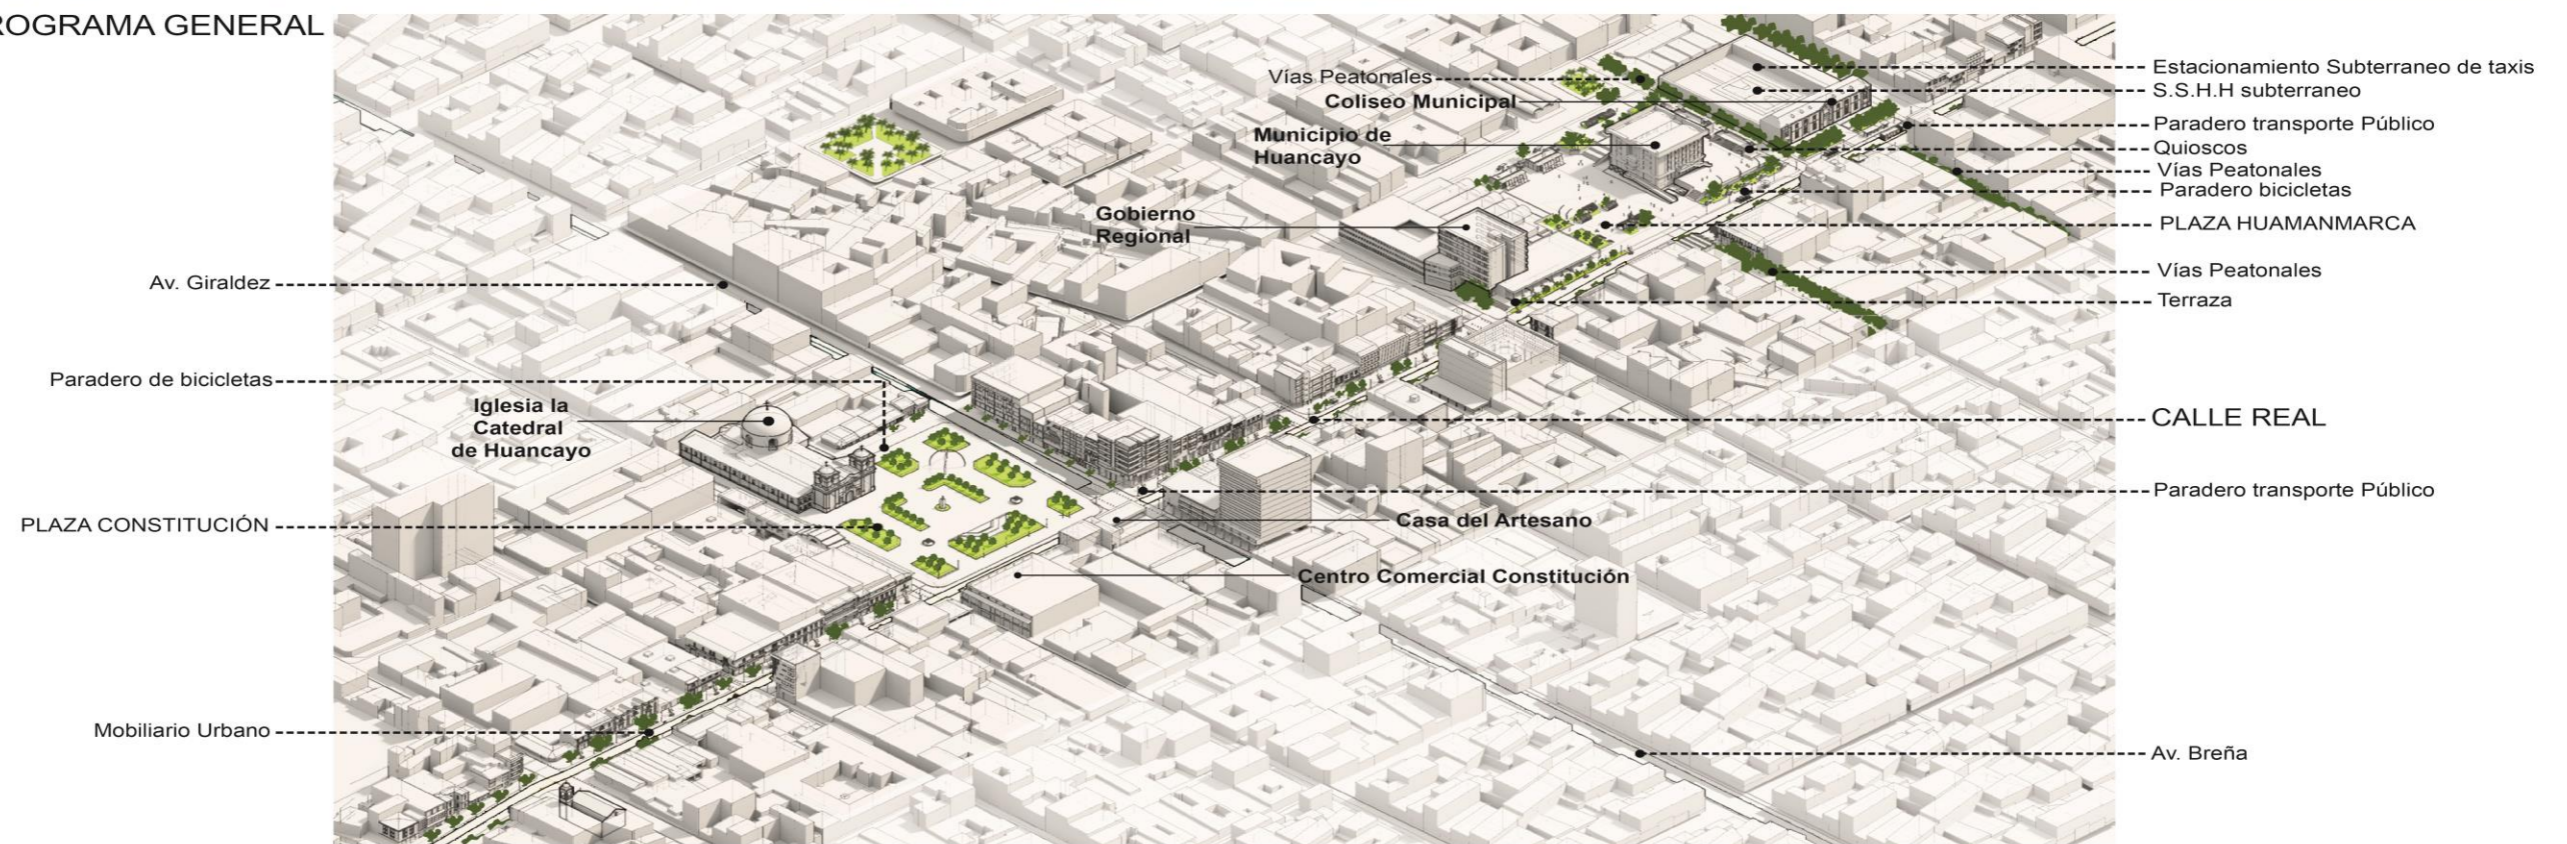 ROGRAMA GENERAL
Av. Giraldez
Paradero de bicicletas
Iglesia la
Catedral
de Huancayo
PLAZA CONSTITUCIÓN
Mobiliario Urbano
Vías Peatonales
Coliseo Municipal
Municipio de
Huancayo
Gobierno
Regional
Casa del Artesano
Centro Comercial Constitución
Estacionamiento Subterraneo de taxis
S.S.H.H subterraneo
Paradero transporte Público
Quioscos
Vías Peatonales
Paradero bicicletas
PLAZA HUAMANMARCA
Vías Peatonales
Terraza
CALLE REAL
Paradero transporte Público
Av. Breña